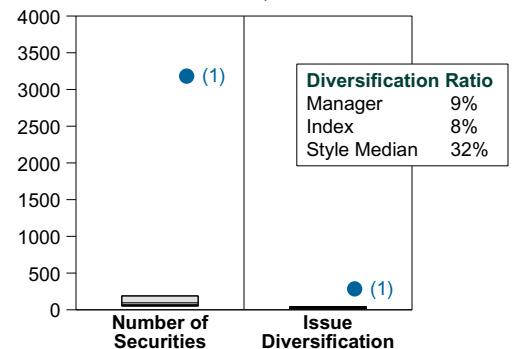 4000
3500
3000
2500
2000
1500
1000
500
0
(1)
(1)
Diversification Ratio
Manager 9%
Index 8%
Style Median 32%
Number of
Securities
Issue
Diversification